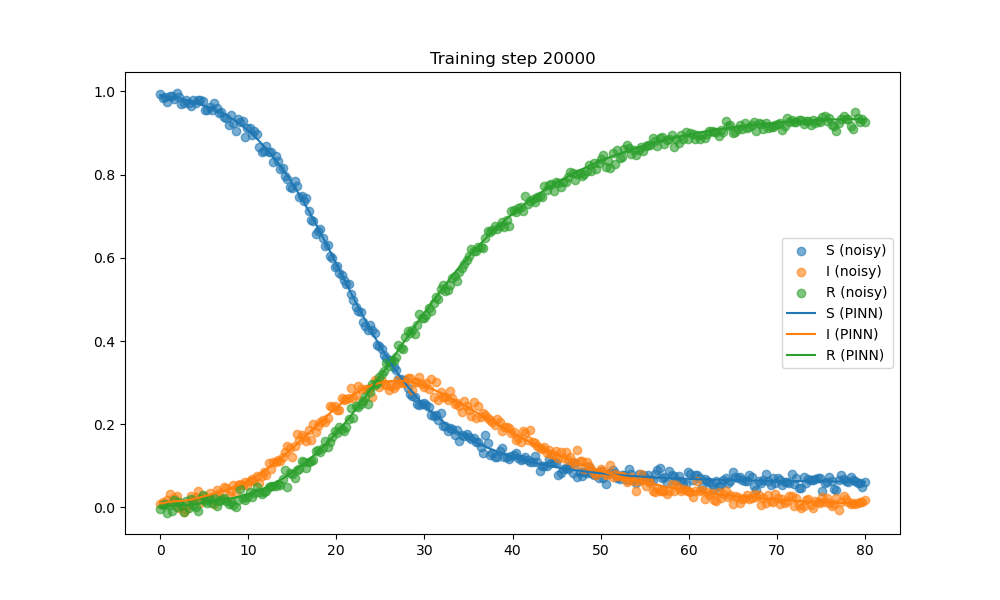 Training step 20000
1.0
0.8
0.6
0.4
0.2
0.0
S (noisy)
I (noisy)
R (noisy)
S (PINN)
I (PINN)
R (PINN)
0 10 20 30 40 50 60 70 80